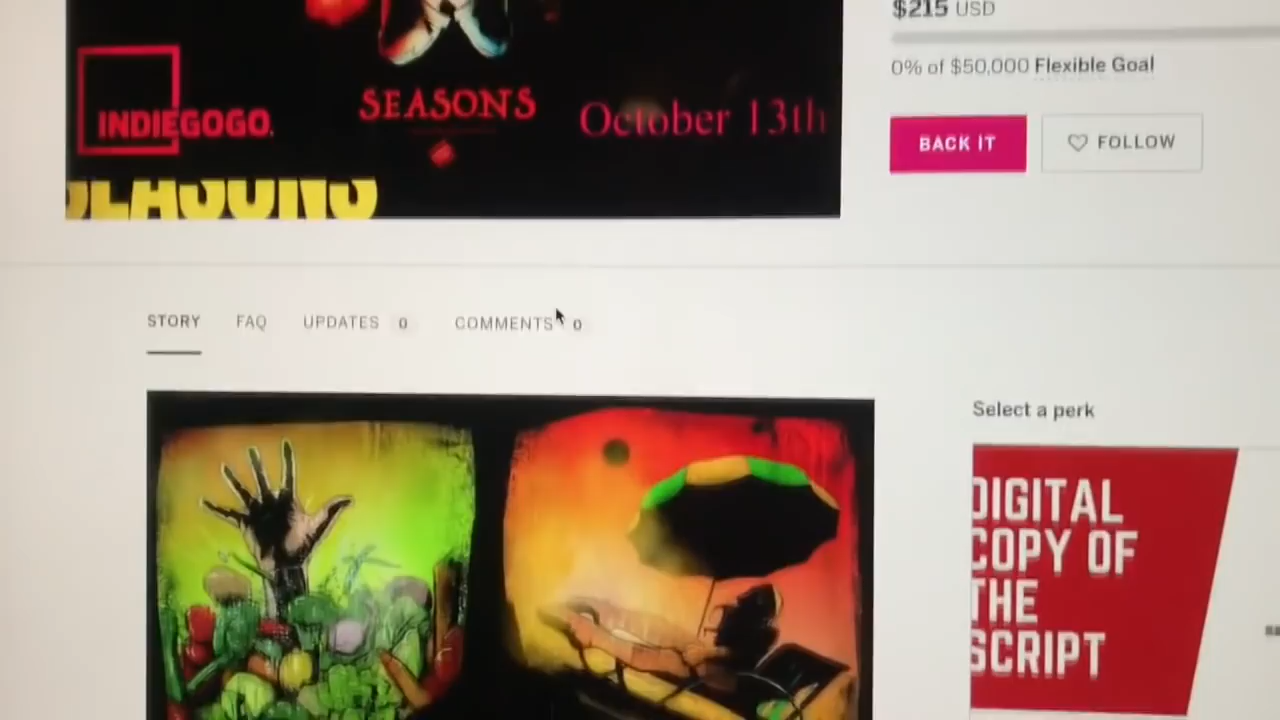 $215 USD
0% of $50,000 Flexible Goal
BACK IT
FOLLOW
INDIEGOGO.
SEASONS
October 13th
SEASONS
STORY
FAQ
UPDATES 0
COMMENTS 0
Select a perk
DIGITAL
COPY OF
THE
SCRIPT